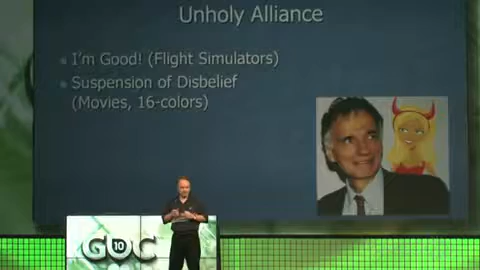 Unholy Alliance
I'm Good! (Flight Simulators)
Suspension of Disbelief
(Movies, 16-colors)
GDC
10